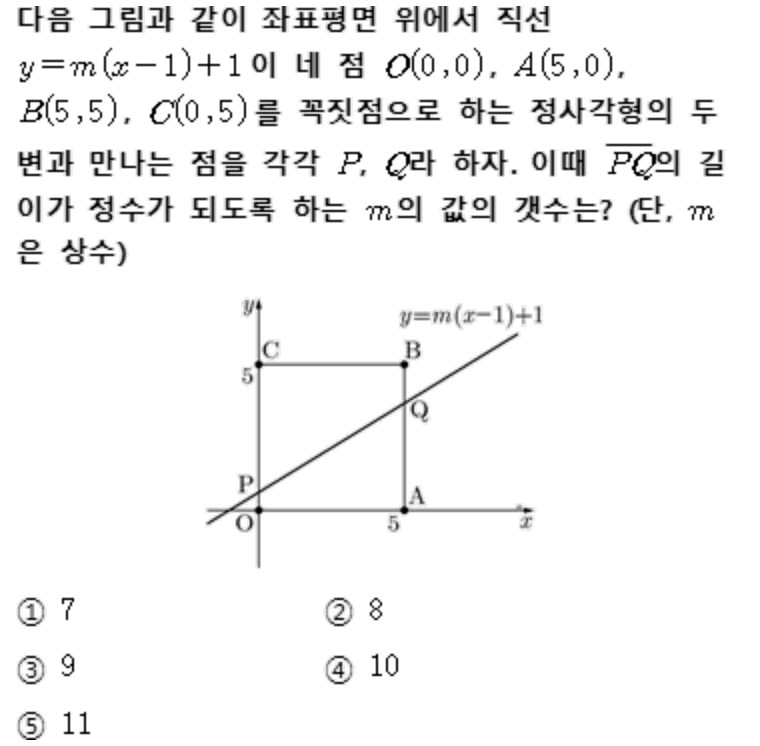 다음 그림과 같이 좌표평면 위에서 직선
y=m(x-1)+1이 네 점 O(0,0), A(5,0),
B(5,5), C(0,5)를 꼭짓점으로 하는 정사각형의 두
변과 만나는 점을 각각 P, Q라 하자. 이때 \overline{PQ}의 길
이가 정수가 되도록 하는 m의 값의 갯수는? (단, m
은 상수)
y
y=m(x-1)+1
C
B
5
Q
P
A
O
5
x
① 7
② 8
③ 9
④ 10
⑤ 11